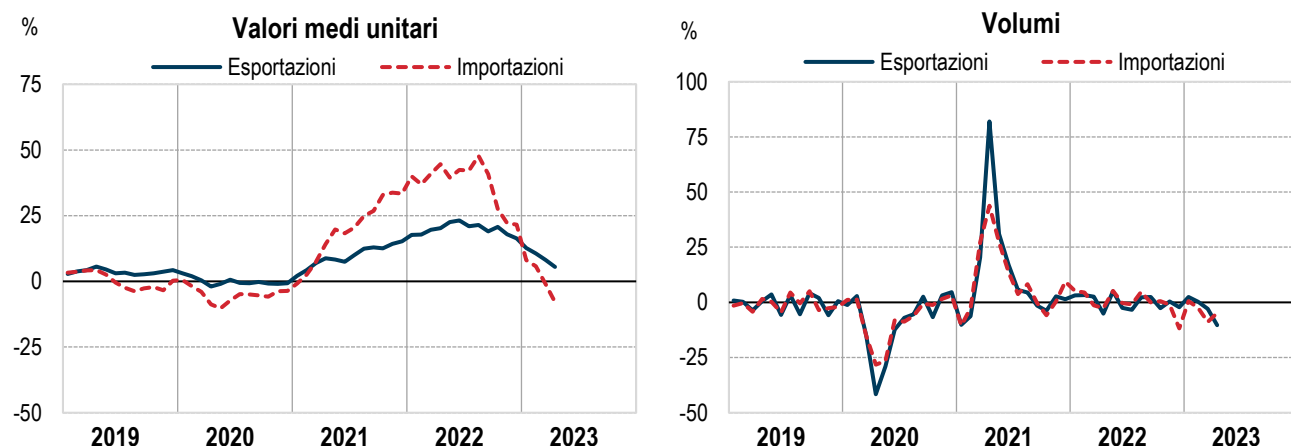 % Valori medi unitari
Esportazioni Importazioni
75
50
25
0
-25
-50
2019 2020 2021 2022 2023
% Volumi
Esportazioni Importazioni
100
75
50
25
0
-25
-50
2019 2020 2021 2022 2023